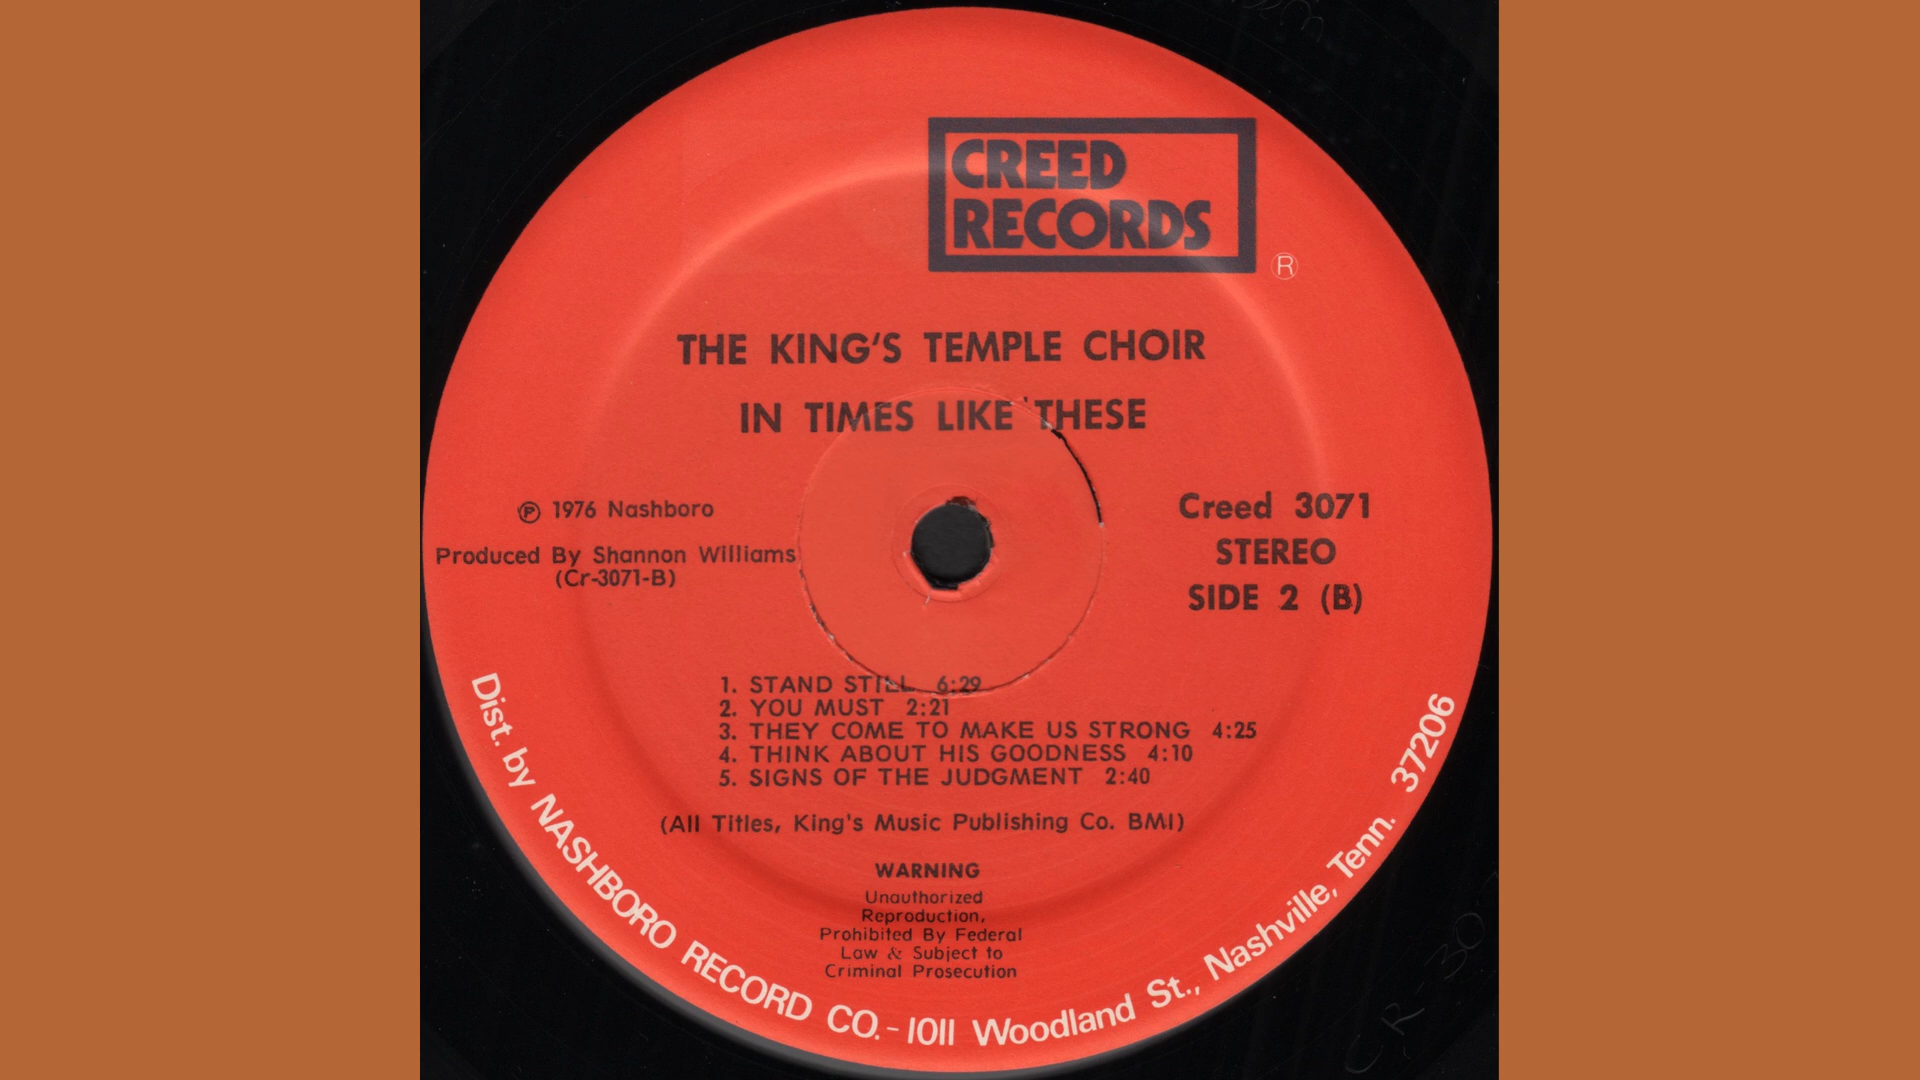 CREED
RECORDS
®
THE KING'S TEMPLE CHOIR
IN TIMES LIKE THESE
℗ 1976 Nashboro
Produced By Shannon Williams
(Cr-3071-B)
Creed 3071
STEREO
SIDE 2 (B)
1. STAND STILL 6:29
2. YOU MUST 2:21
3. THEY COME TO MAKE US STRONG 4:25
4. THINK ABOUT HIS GOODNESS 4:10
5. SIGNS OF THE JUDGMENT 2:40
(All Titles, King's Music Publishing Co. BMI)
WARNING
Unauthorized
Reproduction,
Prohibited By Federal
Law & Subject to
Criminal Prosecution
Dist. by NASHBORO RECORD CO. - 1011 Woodland St., Nashville, Tenn. 37206